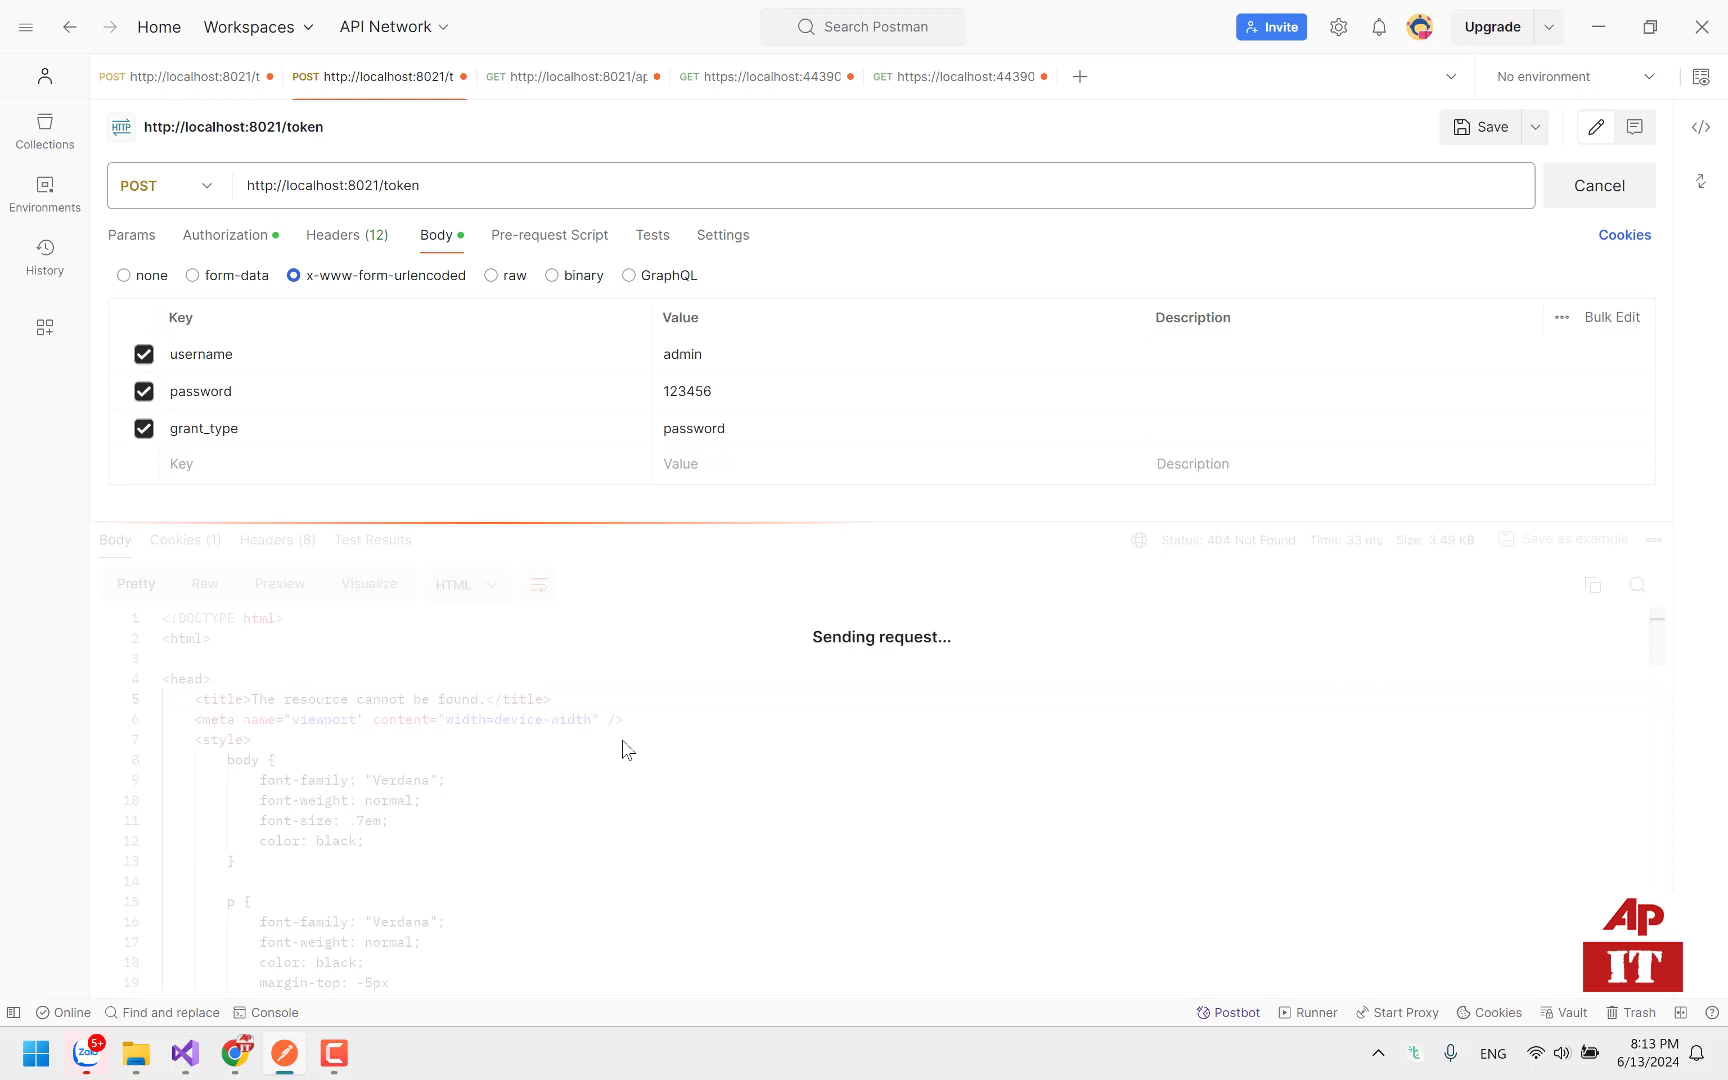 Home Workspaces API Network Search Postman Invite Upgrade
POST http://localhost:8021/t POST http://localhost:8021/t GET http://localhost:8021/ap GET https://localhost:44390 GET https://localhost:44390 No environment
HTTP http://localhost:8021/token Save
Collections
POST http://localhost:8021/token Cancel
Environments
Params Authorization Headers (12) Body Pre-request Script Tests Settings Cookies
History
none form-data x-www-form-urlencoded raw binary GraphQL
Key Value Description Bulk Edit
username admin
password 123456
grant_type password
Key Value Description
Body Cookies (1) Headers (8) Test Results Status: 404 Not Found Time: 33 ms Size: 3.49 KB Save as example
Pretty Raw Preview Visualize HTML
1 <!DOCTYPE html>
2 <html>
Sending request...
3
4 <head>
5 <title>The resource cannot be found.</title>
6 <meta name="viewport" content="width=device-width" />
7 <style>
8 body {
9 font-family: "Verdana";
10 font-weight: normal;
11 font-size: .7em;
12 color: black;
13 }
14
15 p {
16 font-family: "Verdana";
17 font-weight: normal;
18 color: black;
19 margin-top: -5px
AP
IT
Online Find and replace Console Postbot Runner Start Proxy Cookies Vault Trash
Zalo 5+ AP IT ENG 8:13 PM
6/13/2024